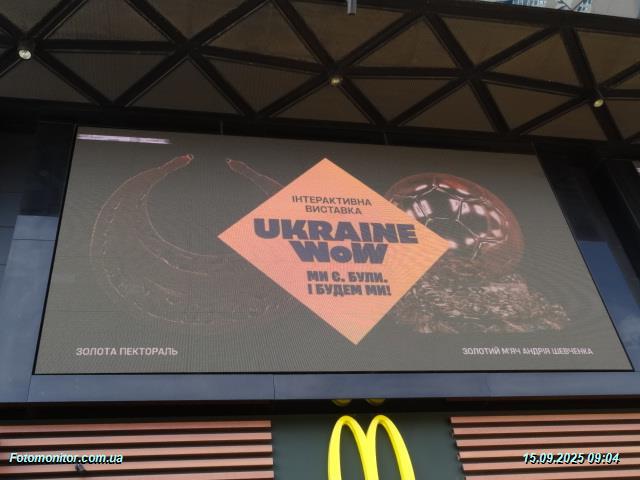 ІНТЕРАКТИВНА
ВИСТАВКА
UKRAINE
WoW
МИ Є. БУЛИ.
І БУДЕМ МИ!
ЗОЛОТА ПЕКТОРАЛЬ
ЗОЛОТИЙ М'ЯЧ АНДРІЯ ШЕВЧЕНКА
Fotomonitor.com.ua
15.09.2025 09:04